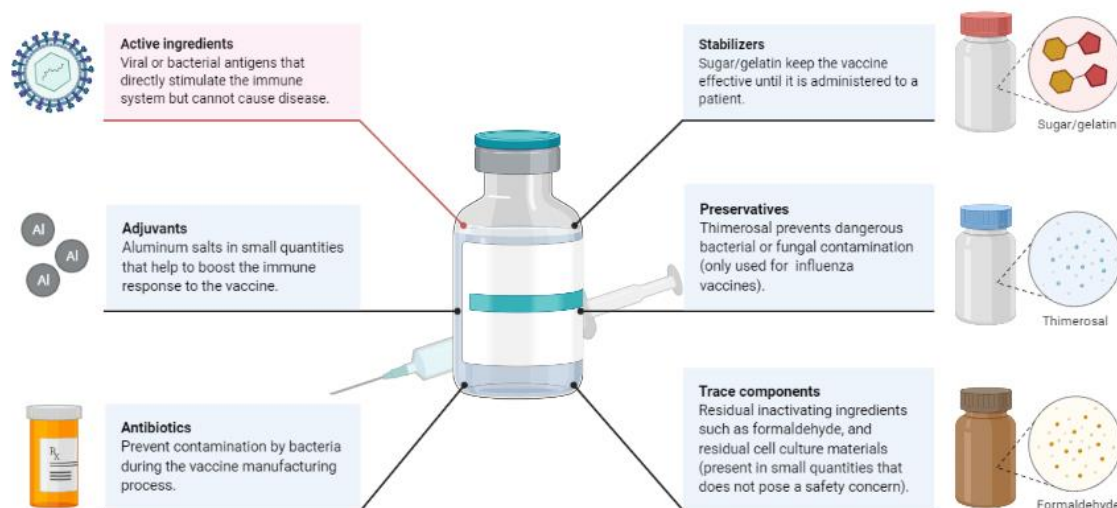 Active ingredients
Viral or bacterial antigens that
directly stimulate the immune
system but cannot cause disease.
Adjuvants
Aluminum salts in small quantities
that help to boost the immune
response to the vaccine.
Al
Al
Al
Antibiotics
Prevent contamination by bacteria
during the vaccine manufacturing
process.
Rx
Stabilizers
Sugar/gelatin keep the vaccine
effective until it is administered to a
patient.
Sugar/gelatin
Preservatives
Thimerosal prevents dangerous
bacterial or fungal contamination
(only used for influenza
vaccines).
Thimerosal
Trace components
Residual inactivating ingredients
such as formaldehyde, and
residual cell culture materials
(present in small quantities that
does not pose a safety concern).
Formaldehyde